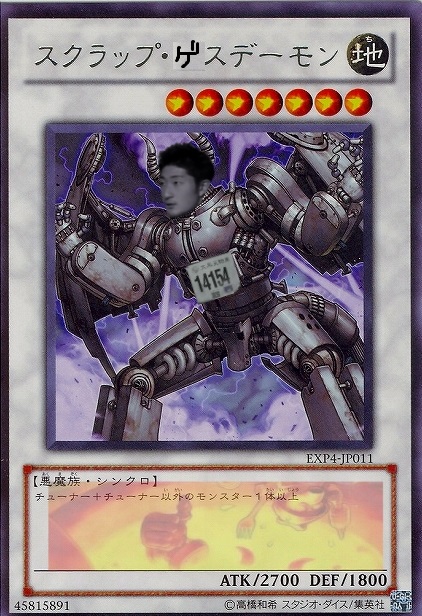 スクラップ・ゲスデーモン
地
ち
14154
EXP4-JP011
【悪魔族・シンクロ】
チューナー＋チューナー以外のモンスター１体以上
ATK/2700 DEF/1800
45815891
©高橋和希 スタジオ・ダイス/集英社